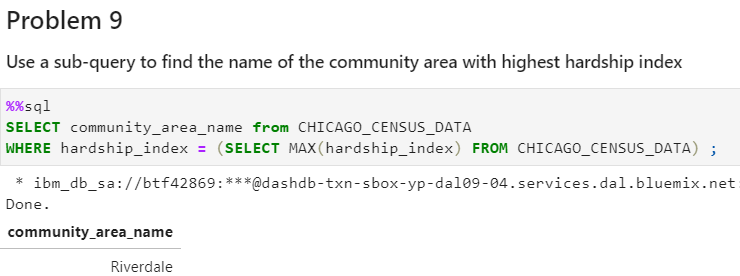 Problem 9
Use a sub-query to find the name of the community area with highest hardship index
%%sql
SELECT community_area_name from CHICAGO_CENSUS_DATA
WHERE hardship_index = (SELECT MAX(hardship_index) FROM CHICAGO_CENSUS_DATA) ;
* ibm_db_sa://btf42869:***@dashdb-txn-sbox-yp-dal09-04.services.dal.bluemix.net:
Done.
community_area_name
Riverdale